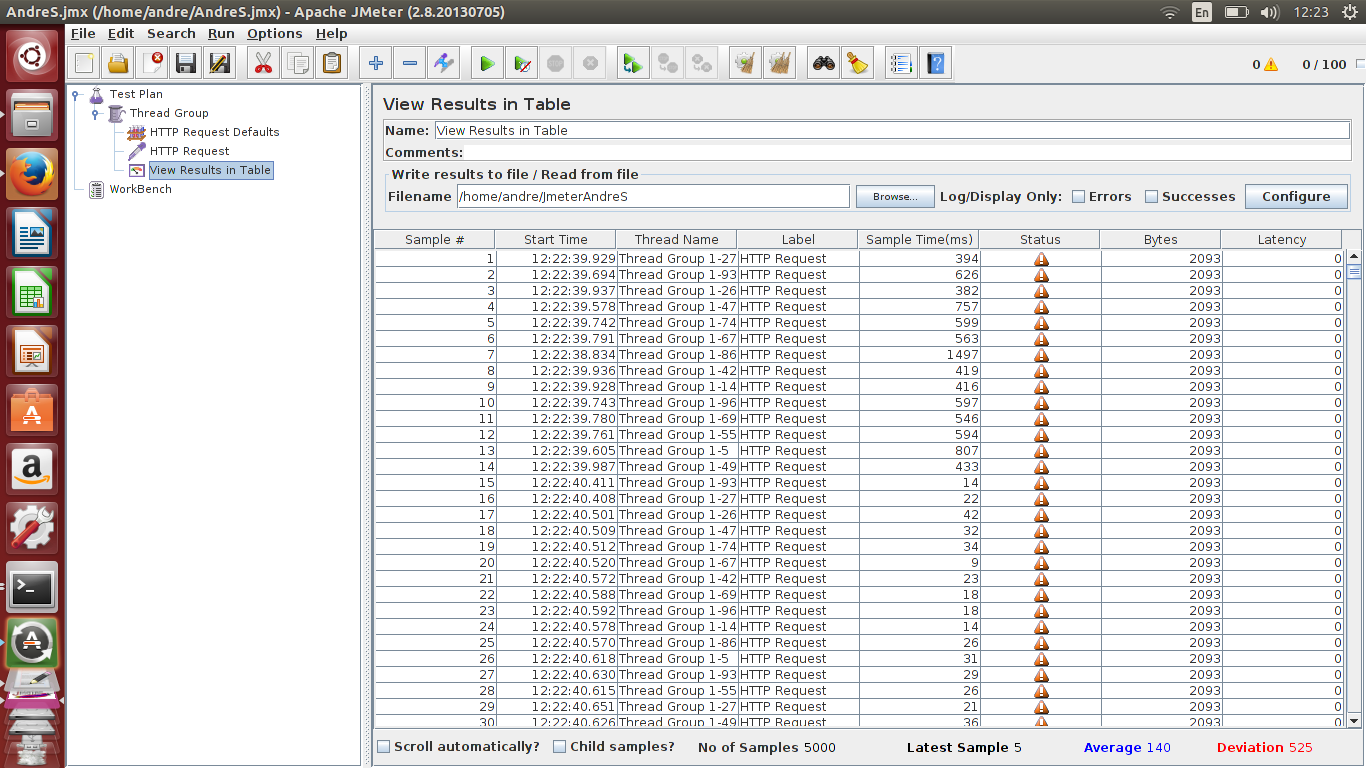 AndreS.jmx (/home/andre/AndreS.jmx) - Apache JMeter (2.8.20130705) En 12:23
File Edit Search Run Options Help
0 0 / 100
Test Plan
Thread Group
HTTP Request Defaults
HTTP Request
View Results in Table
WorkBench
View Results in Table
Name: View Results in Table
Comments:
Write results to file / Read from file
Filename /home/andre/JmeterAndreS Browse... Log/Display Only: Errors Successes Configure
Sample # Start Time Thread Name Label Sample Time(ms) Status Bytes Latency
1 12:22:39.929 Thread Group 1-27 HTTP Request 394 2093 0
2 12:22:39.694 Thread Group 1-93 HTTP Request 626 2093 0
3 12:22:39.937 Thread Group 1-26 HTTP Request 382 2093 0
4 12:22:39.578 Thread Group 1-47 HTTP Request 757 2093 0
5 12:22:39.742 Thread Group 1-74 HTTP Request 599 2093 0
6 12:22:39.791 Thread Group 1-67 HTTP Request 563 2093 0
7 12:22:38.834 Thread Group 1-86 HTTP Request 1497 2093 0
8 12:22:39.936 Thread Group 1-42 HTTP Request 419 2093 0
9 12:22:39.928 Thread Group 1-14 HTTP Request 416 2093 0
10 12:22:39.743 Thread Group 1-96 HTTP Request 597 2093 0
11 12:22:39.780 Thread Group 1-69 HTTP Request 546 2093 0
12 12:22:39.761 Thread Group 1-55 HTTP Request 594 2093 0
13 12:22:39.605 Thread Group 1-5 HTTP Request 807 2093 0
14 12:22:39.987 Thread Group 1-49 HTTP Request 433 2093 0
15 12:22:40.411 Thread Group 1-93 HTTP Request 14 2093 0
16 12:22:40.408 Thread Group 1-27 HTTP Request 22 2093 0
17 12:22:40.501 Thread Group 1-26 HTTP Request 42 2093 0
18 12:22:40.509 Thread Group 1-47 HTTP Request 32 2093 0
19 12:22:40.512 Thread Group 1-74 HTTP Request 34 2093 0
20 12:22:40.520 Thread Group 1-67 HTTP Request 9 2093 0
21 12:22:40.572 Thread Group 1-42 HTTP Request 23 2093 0
22 12:22:40.588 Thread Group 1-69 HTTP Request 18 2093 0
23 12:22:40.592 Thread Group 1-96 HTTP Request 18 2093 0
24 12:22:40.578 Thread Group 1-14 HTTP Request 14 2093 0
25 12:22:40.570 Thread Group 1-86 HTTP Request 26 2093 0
26 12:22:40.618 Thread Group 1-5 HTTP Request 31 2093 0
27 12:22:40.630 Thread Group 1-93 HTTP Request 29 2093 0
28 12:22:40.615 Thread Group 1-55 HTTP Request 26 2093 0
29 12:22:40.651 Thread Group 1-27 HTTP Request 21 2093 0
30 12:22:40.626 Thread Group 1-49 HTTP Request 36 2093 0
Scroll automatically? Child samples? No of Samples 5000 Latest Sample 5 Average 140 Deviation 525